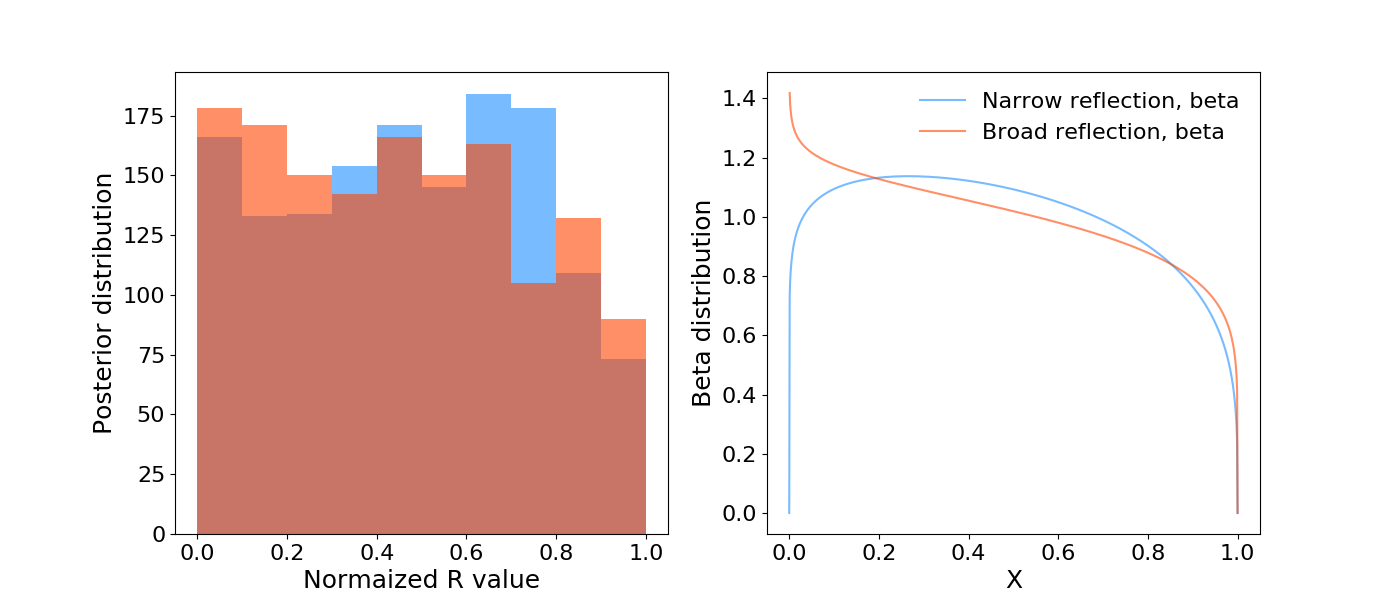 Posterior distribution
175
150
125
100
75
50
25
0
0.0 0.2 0.4 0.6 0.8 1.0
Normaized R value
Beta distribution
1.4
1.2
1.0
0.8
0.6
0.4
0.2
0.0
0.0 0.2 0.4 0.6 0.8 1.0
X
Narrow reflection, beta
Broad reflection, beta